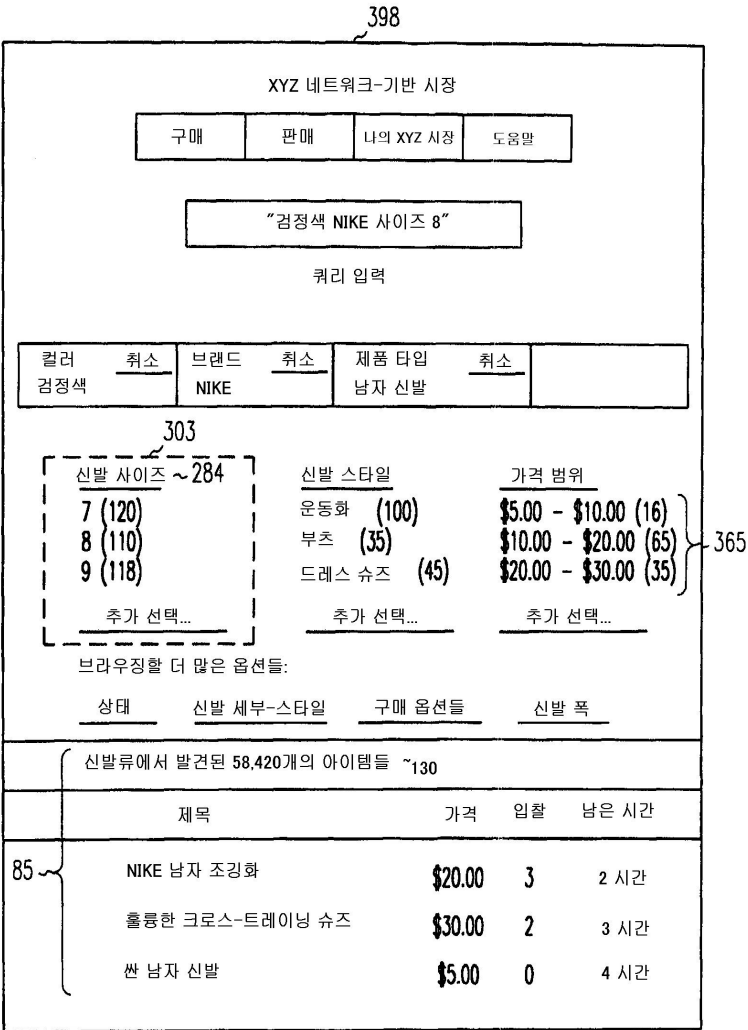 398
XYZ 네트워크-기반 시장
구매 판매 나의 XYZ 시장 도움말
"검정색 NIKE 사이즈 8"
쿼리 입력
컬러 취소 브랜드 취소 제품 타입 취소
검정색 NIKE 남자 신발
303
신발 사이즈 ~284 신발 스타일 가격 범위
7 (120) 운동화 (100) $5.00 - $10.00 (16)
8 (110) 부츠 (35) $10.00 - $20.00 (65) 365
9 (118) 드레스 슈즈 (45) $20.00 - $30.00 (35)
추가 선택... 추가 선택... 추가 선택...
브라우징할 더 많은 옵션들:
상태 신발 세부-스타일 구매 옵션들 신발 폭
신발류에서 발견된 58,420개의 아이템들 ~130
제목 가격 입찰 남은 시간
85 NIKE 남자 조깅화 $20.00 3 2 시간
훌륭한 크로스-트레이닝 슈즈 $30.00 2 3 시간
싼 남자 신발 $5.00 0 4 시간